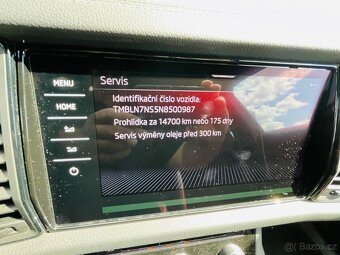 MENU
HOME
Servis
Identifikační číslo vozidla:
TMBLN7NS5N8500987
Prohlídka za 14700 km nebo 175 dny
Servis výměny oleje před 300 km
© bazos.cz